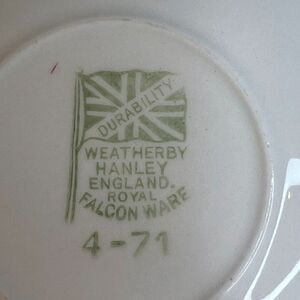 DURABILITY
WEATHERBY
HANLEY
ENGLAND.
ROYAL
FALCON WARE
4-71